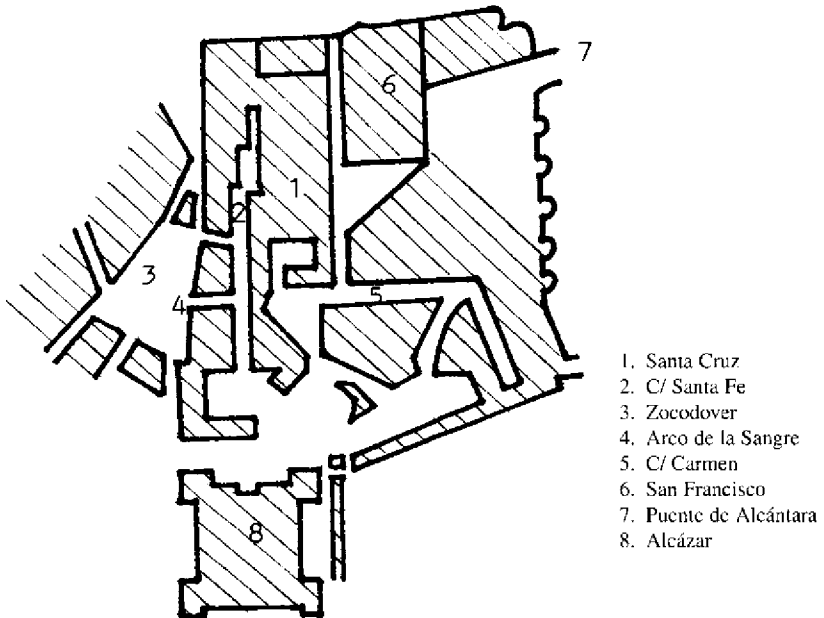 7
6
1
2
3
4
5
8
1. Santa Cruz
2. C/ Santa Fe
3. Zocodover
4. Arco de la Sangre
5. C/ Carmen
6. San Francisco
7. Puente de Alcántara
8. Alcázar